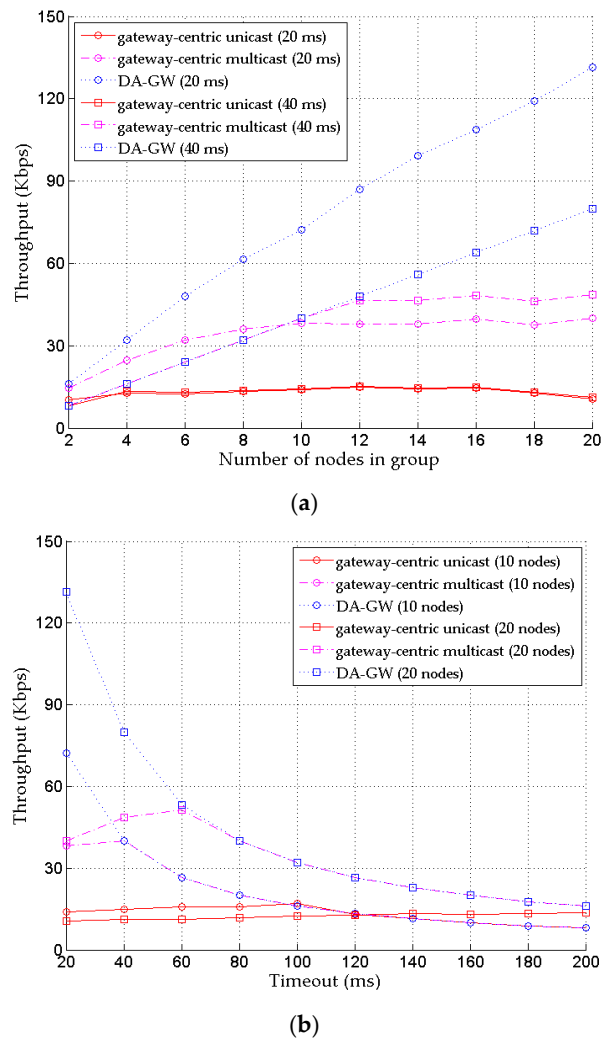 150
120
90
60
30
0
Throughput (Kbps)
gateway-centric unicast (20 ms)
gateway-centric multicast (20 ms)
DA-GW (20 ms)
gateway-centric unicast (40 ms)
gateway-centric multicast (40 ms)
DA-GW (40 ms)
2 4 6 8 10 12 14 16 18 20
Number of nodes in group
(a)
150
120
90
60
30
0
Throughput (Kbps)
gateway-centric unicast (10 nodes)
gateway-centric multicast (10 nodes)
DA-GW (10 nodes)
gateway-centric unicast (20 nodes)
gateway-centric multicast (20 nodes)
DA-GW (20 nodes)
20 40 60 80 100 120 140 160 180 200
Timeout (ms)
(b)